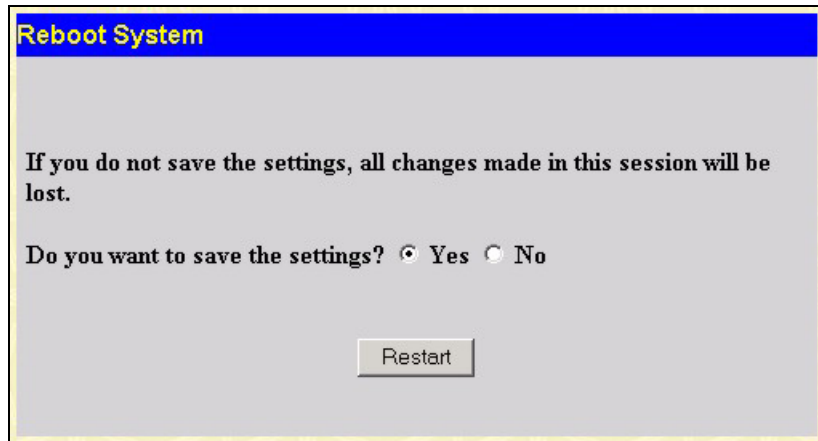 Reboot System
If you do not save the settings, all changes made in this session will be
lost.
Do you want to save the settings? Yes No
Restart